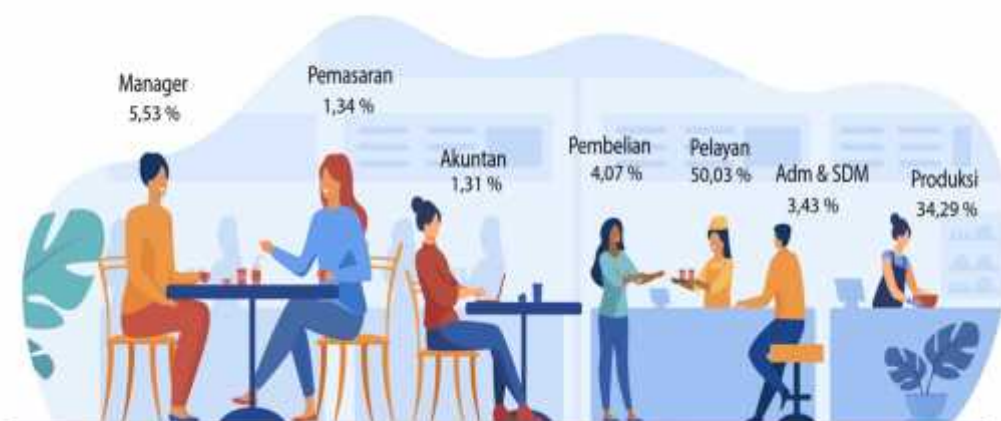 Manager
5,53 %
Pemasaran
1,34 %
Akuntan
1,31 %
Pembelian
4,07 %
Pelayan
50,03 %
Adm & SDM
3,43 %
Produksi
34,29 %